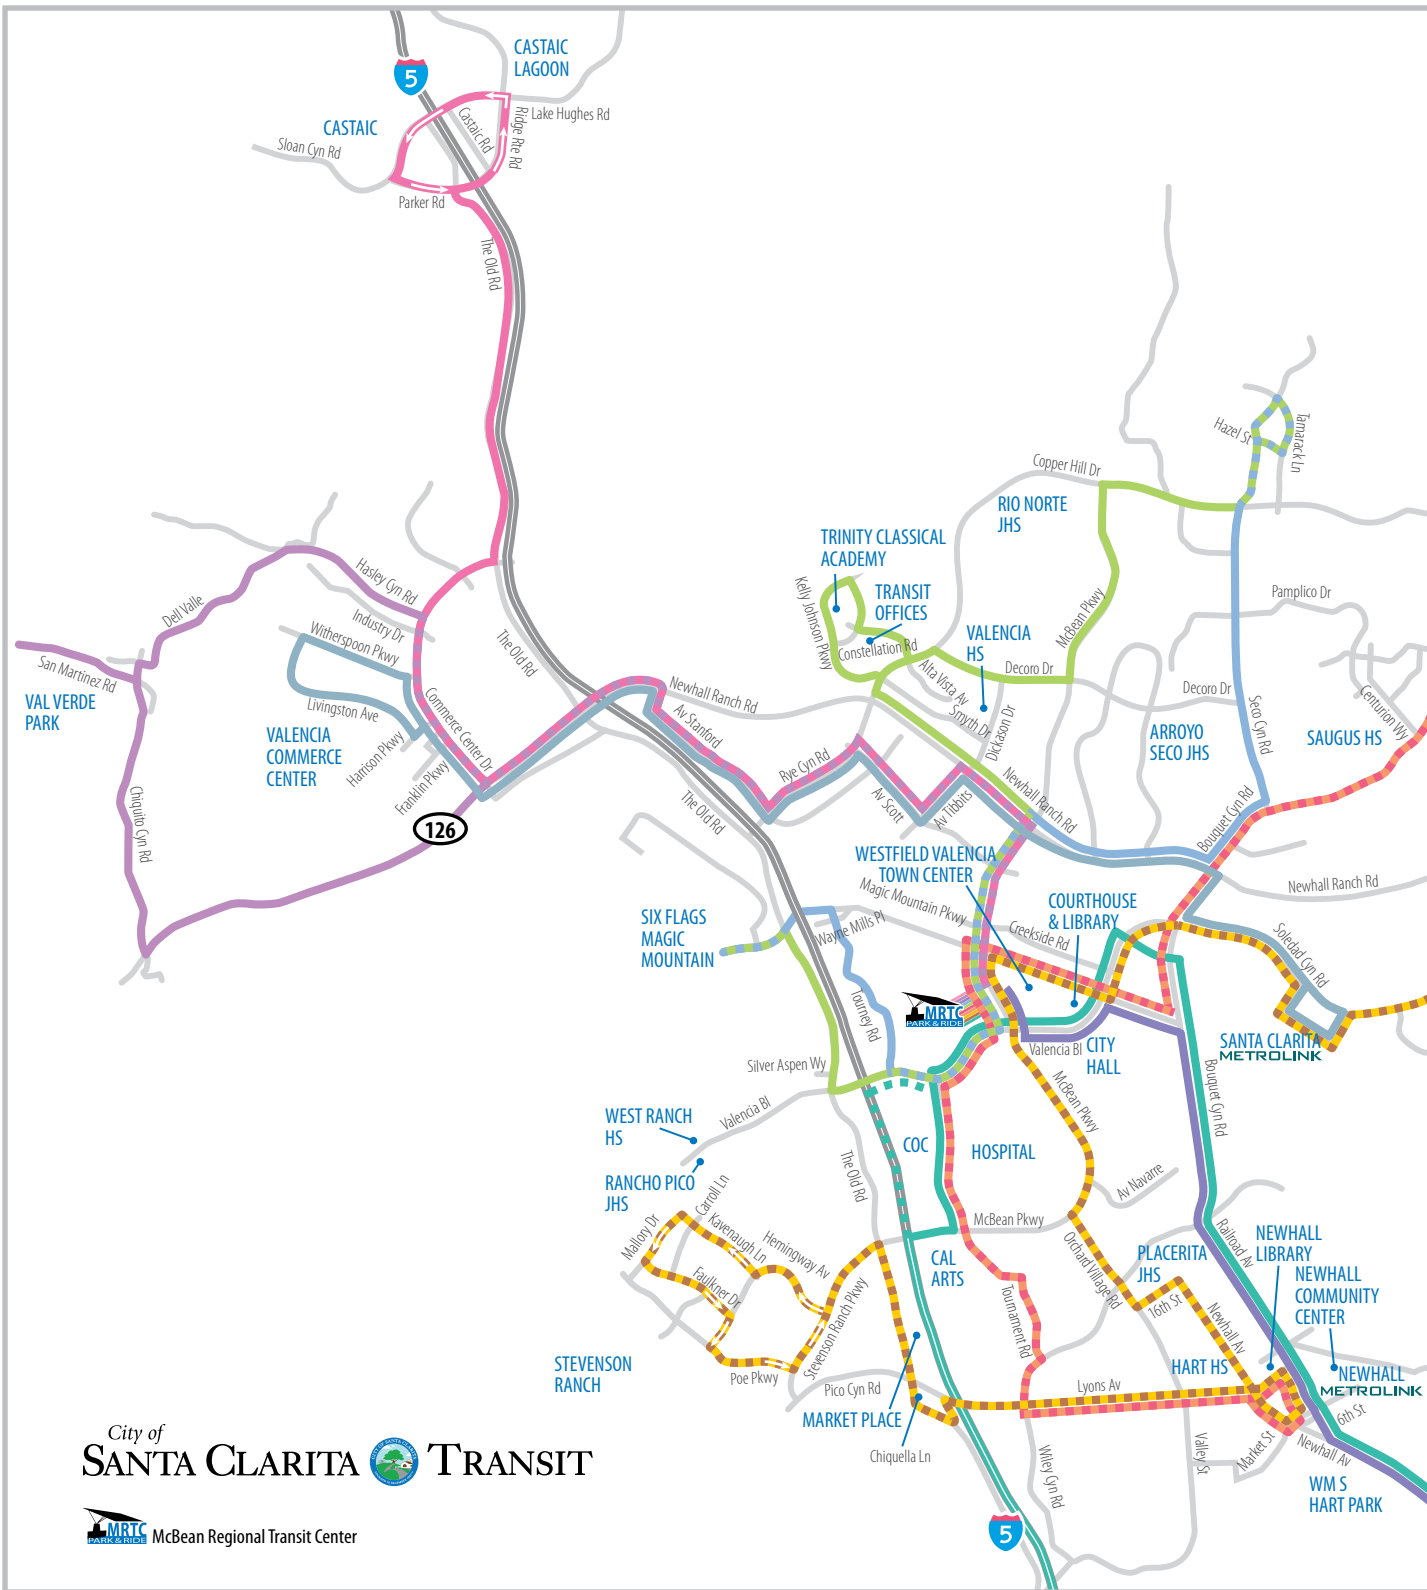 CASTAIC
LAGOON
5
Lake Hughes Rd
Castaic Rd
Ridge Rte Rd
CASTAIC
Sloan Cyn Rd
Parker Rd
The Old Rd
Hazel St
Tamarack Ln
Copper Hill Dr
RIO NORTE
JHS
TRINITY CLASSICAL
ACADEMY
TRANSIT
OFFICES
Kelly Johnson Pkwy
Constellation Rd
VALENCIA
HS
McBean Pkwy
Pamplico Dr
Hasley Cyn Rd
Dell Valle
Industry Dr
Witherspoon Pkwy
The Old Rd
San Martinez Rd
VAL VERDE
PARK
Livingston Ave
VALENCIA
COMMERCE
CENTER
Harrison Pkwy
Franklin Pkwy
Commerce Center Dr
Newhall Ranch Rd
Av Stanford
Alta Vista Av
Smyth Dr
Dickason Dr
Decoro Dr
Decoro Dr
ARROYO
SECO JHS
Seco Cyn Rd
Centurion Wy
SAUGUS HS
Chiquito Cyn Rd
126
The Old Rd
Rye Cyn Rd
Av Scott
Av Tibbits
Newhall Ranch Rd
Bouquet Cyn Rd
WESTFIELD VALENCIA
TOWN CENTER
Magic Mountain Pkwy
COURTHOUSE
& LIBRARY
Newhall Ranch Rd
SIX FLAGS
MAGIC
MOUNTAIN
Wayne Mills Pl
Creekside Rd
Soledad Cyn Rd
Tourney Rd
MRTC
PARK & RIDE
Valencia Bl
CITY
HALL
SANTA CLARITA
METROLINK
Silver Aspen Wy
McBean Pkwy
Bouquet Cyn Rd
WEST RANCH
HS
Valencia Bl
COC
HOSPITAL
RANCHO PICO
JHS
The Old Rd
Av Navarre
Carroll Ln
Mallory Dr
Kavenaugh Ln
Hemingway Av
McBean Pkwy
CAL
ARTS
Orchard Village Rd
PLACERITA
JHS
Railroad Av
NEWHALL
LIBRARY
NEWHALL
COMMUNITY
CENTER
Faulkner Dr
Stevenson Ranch Pkwy
Tournament Rd
16th St
Newhall Av
STEVENSON
RANCH
Poe Pkwy
Pico Cyn Rd
Lyons Av
HART HS
NEWHALL
METROLINK
MARKET PLACE
Chiquella Ln
6th St
Market St
Newhall Av
Valley St
Wiley Cyn Rd
WM S
HART PARK
5
City of
SANTA CLARITA TRANSIT
MRTC
PARK & RIDE
McBean Regional Transit Center